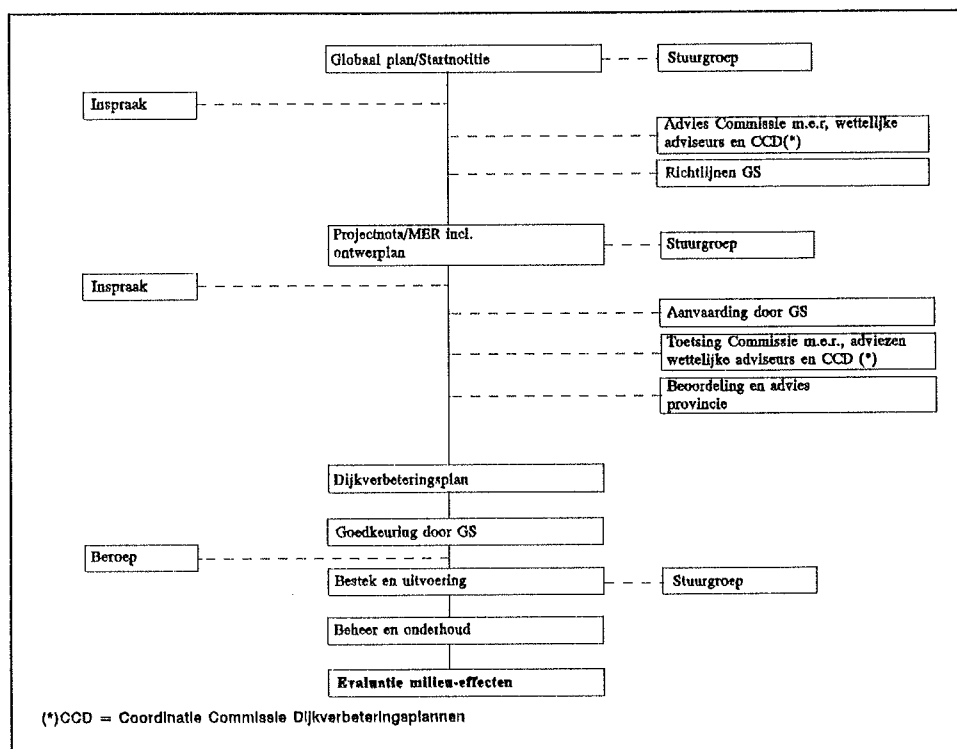 Globaal plan/Startnotitie
Stuurgroep
Inspraak
Advies Commissie m.e.r, wettelijke
adviseurs en CCD(*)
Richtlijnen GS
Projectnota/MER incl.
ontwerplan
Stuurgroep
Inspraak
Aanvaarding door GS
Toetsing Commissie m.e.r., adviezen
wettelijke adviseurs en CCD (*)
Beoordeling en advies
provincie
Dijkverbeteringsplan
Goedkeuring door GS
Beroep
Bestek en uitvoering
Stuurgroep
Beheer en onderhoud
Evaluatie milieu-effecten
(*)CCD = Coordinatie Commissie Dijkverbeteringsplannen